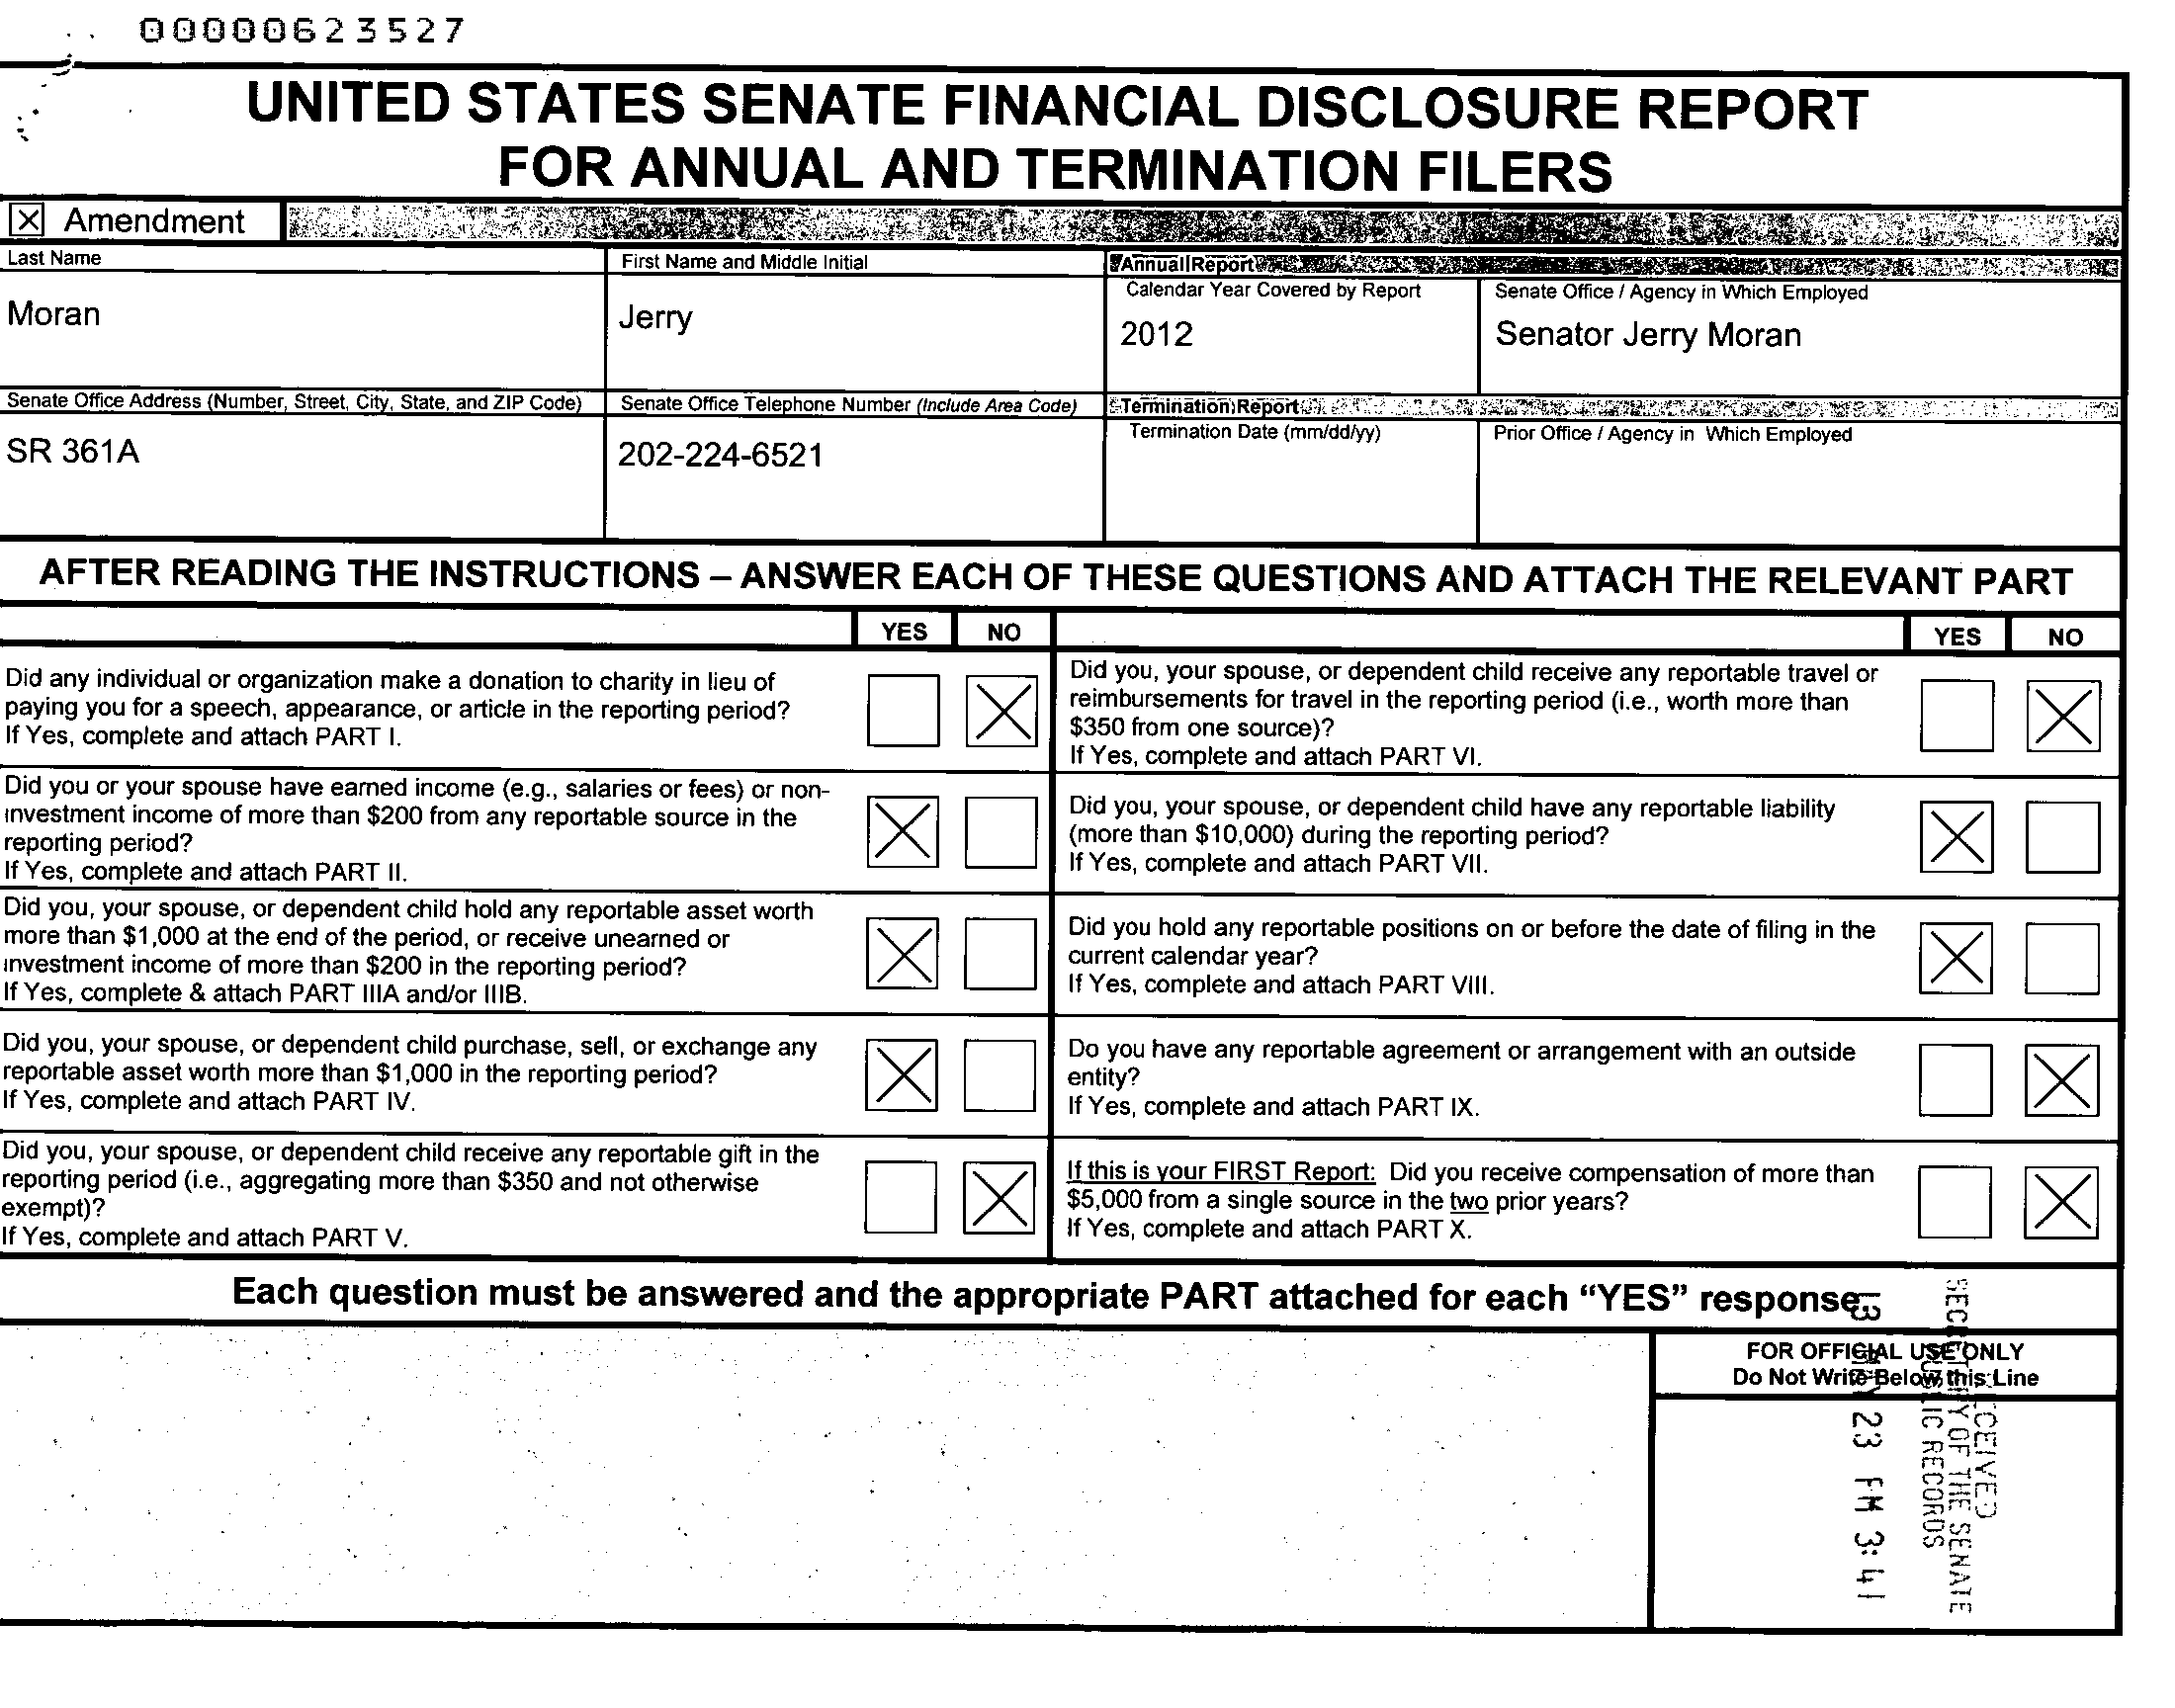 00000623527
UNITED STATES SENATE FINANCIAL DISCLOSURE REPORT
FOR ANNUAL AND TERMINATION FILERS
Amendment
Last Name
First Name and Middle Initial
Annual Report
Moran
Jerry
Calendar Year Covered by Report
2012
Senate Office / Agency in Which Employed
Senator Jerry Moran
Senate Office Address (Number, Street, City, State, and ZIP Code)
Senate Office Telephone Number (Include Area Code)
Termination Report
SR 361A
202-224-6521
Termination Date (mm/dd/yy)
Prior Office / Agency in Which Employed
AFTER READING THE INSTRUCTIONS – ANSWER EACH OF THESE QUESTIONS AND ATTACH THE RELEVANT PART
YES NO
YES NO
Did any individual or organization make a donation to charity in lieu of
paying you for a speech, appearance, or article in the reporting period?
If Yes, complete and attach PART I.
Did you, your spouse, or dependent child receive any reportable travel or
reimbursements for travel in the reporting period (i.e., worth more than
$350 from one source)?
If Yes, complete and attach PART VI.
Did you or your spouse have earned income (e.g., salaries or fees) or non-
investment income of more than $200 from any reportable source in the
reporting period?
If Yes, complete and attach PART II.
Did you, your spouse, or dependent child have any reportable liability
(more than $10,000) during the reporting period?
If Yes, complete and attach PART VII.
Did you, your spouse, or dependent child hold any reportable asset worth
more than $1,000 at the end of the period, or receive unearned or
investment income of more than $200 in the reporting period?
If Yes, complete & attach PART IIIA and/or IIIB.
Did you hold any reportable positions on or before the date of filing in the
current calendar year?
If Yes, complete and attach PART VIII.
Did you, your spouse, or dependent child purchase, sell, or exchange any
reportable asset worth more than $1,000 in the reporting period?
If Yes, complete and attach PART IV.
Do you have any reportable agreement or arrangement with an outside
entity?
If Yes, complete and attach PART IX.
Did you, your spouse, or dependent child receive any reportable gift in the
reporting period (i.e., aggregating more than $350 and not otherwise
exempt)?
If Yes, complete and attach PART V.
If this is your FIRST Report: Did you receive compensation of more than
$5,000 from a single source in the two prior years?
If Yes, complete and attach PART X.
Each question must be answered and the appropriate PART attached for each “YES” response.
FOR OFFICIAL USE ONLY
Do Not Write Below this Line
RECEIVED
SECRETARY OF THE SENATE
PUBLIC RECORDS
13 MAY 23 PM 3:41